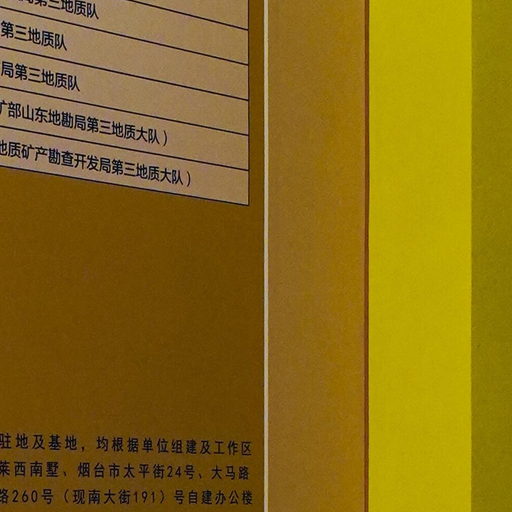 局第三地质队
第三地质队
局第三地质队
矿部山东地勘局第三地质大队）
地质矿产勘查开发局第三地质大队）
驻地及基地，均根据单位组建及工作区
莱西南墅、烟台市太平街24号、大马路
路260号（现南大街191）号自建办公楼